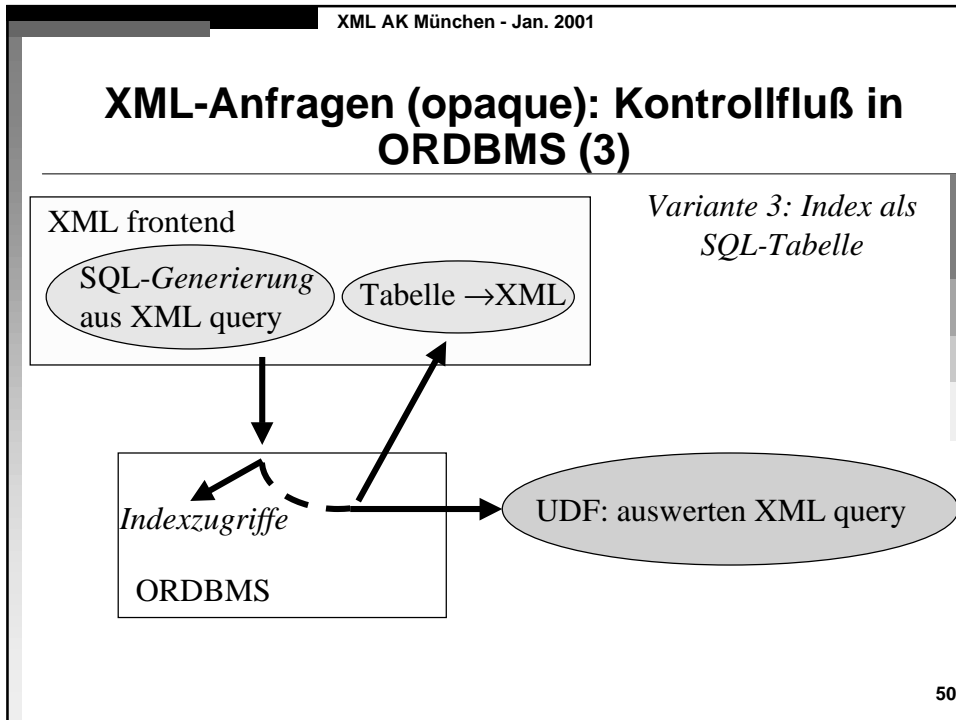 XML AK München - Jan. 2001
XML-Anfragen (opaque): Kontrollfluß in
ORDBMS (3)
Variante 3: Index als
SQL-Tabelle
XML frontend
SQL-Generierung
aus XML query
Tabelle →XML
Indexzugriffe
ORDBMS
UDF: auswerten XML query
50